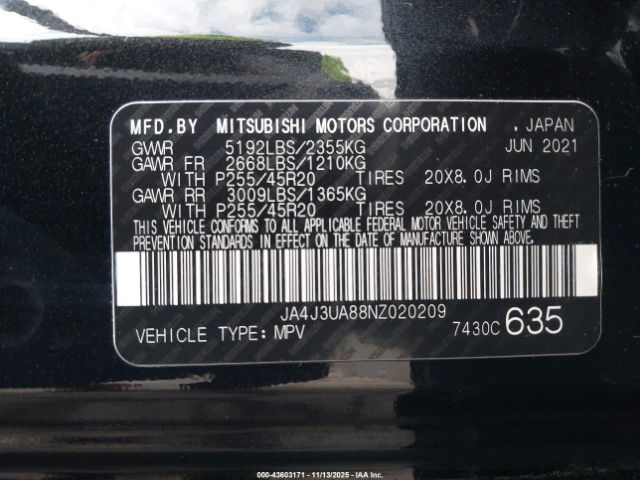 MFD.BY MITSUBISHI MOTORS CORPORATION . JAPAN
GVWR 5192LBS/2355KG JUN 2021
GAWR FR 2668LBS/1210KG
WITH P255/45R20 TIRES 20X8.0J RIMS
GAWR RR 3009LBS/1365KG
WITH P255/45R20 TIRES 20X8.0J RIMS
THIS VEHICLE CONFORMS TO ALL APPLICABLE FEDERAL MOTOR VEHICLE SAFETY AND THEFT
PREVENTION STANDARDS IN EFFECT ON THE DATE OF MANUFACTURE SHOWN ABOVE.
JA4J3UA88NZ020209
VEHICLE TYPE: MPV 7430C 635
000-43603171 - 11/13/2025 - IAAI INC.